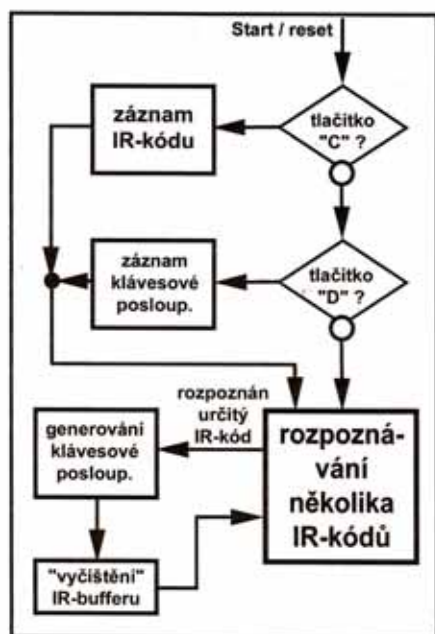 Start / reset
tlačítko
"C" ?
záznam
IR-kódu
tlačítko
"D" ?
záznam
klávesové
posloup.
rozpoznán
určitý
IR-kód
generování
klávesové
posloup.
rozpozná-
vání
několika
IR-kódů
"vyčištění"
IR-bufferu